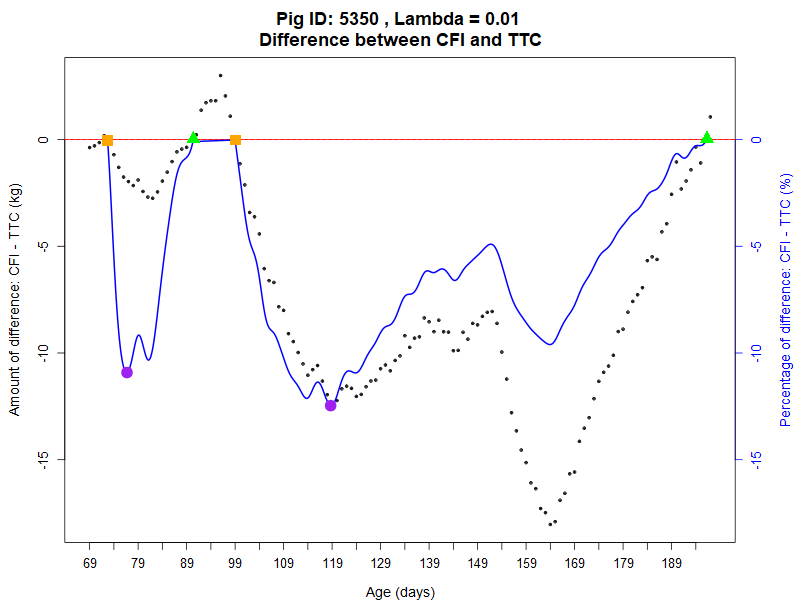 Pig ID: 5350 , Lambda = 0.01
Difference between CFI and TTC
Amount of difference: CFI - TTC (kg)
0
-5
-10
-15
0
-5
-10
-15
Percentage of difference: CFI - TTC (%)
69 79 89 99 109 119 129 139 149 159 169 179 189
Age (days)